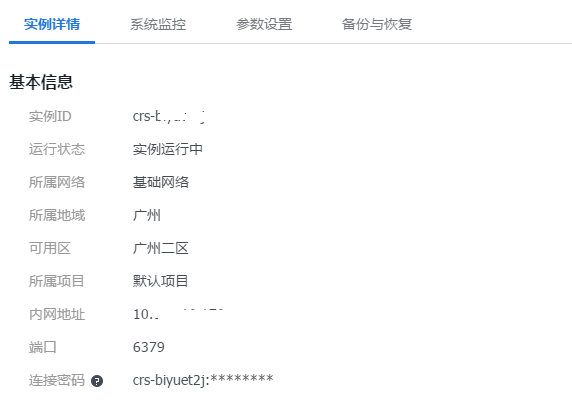 实例详情 系统监控 参数设置 备份与恢复
基本信息
实例ID
运行状态 实例运行中
所属网络 基础网络
所属地域 广州
可用区 广州二区
所属项目 默认项目
内网地址
端口 6379
连接密码 ? crs-biyuet2j:********